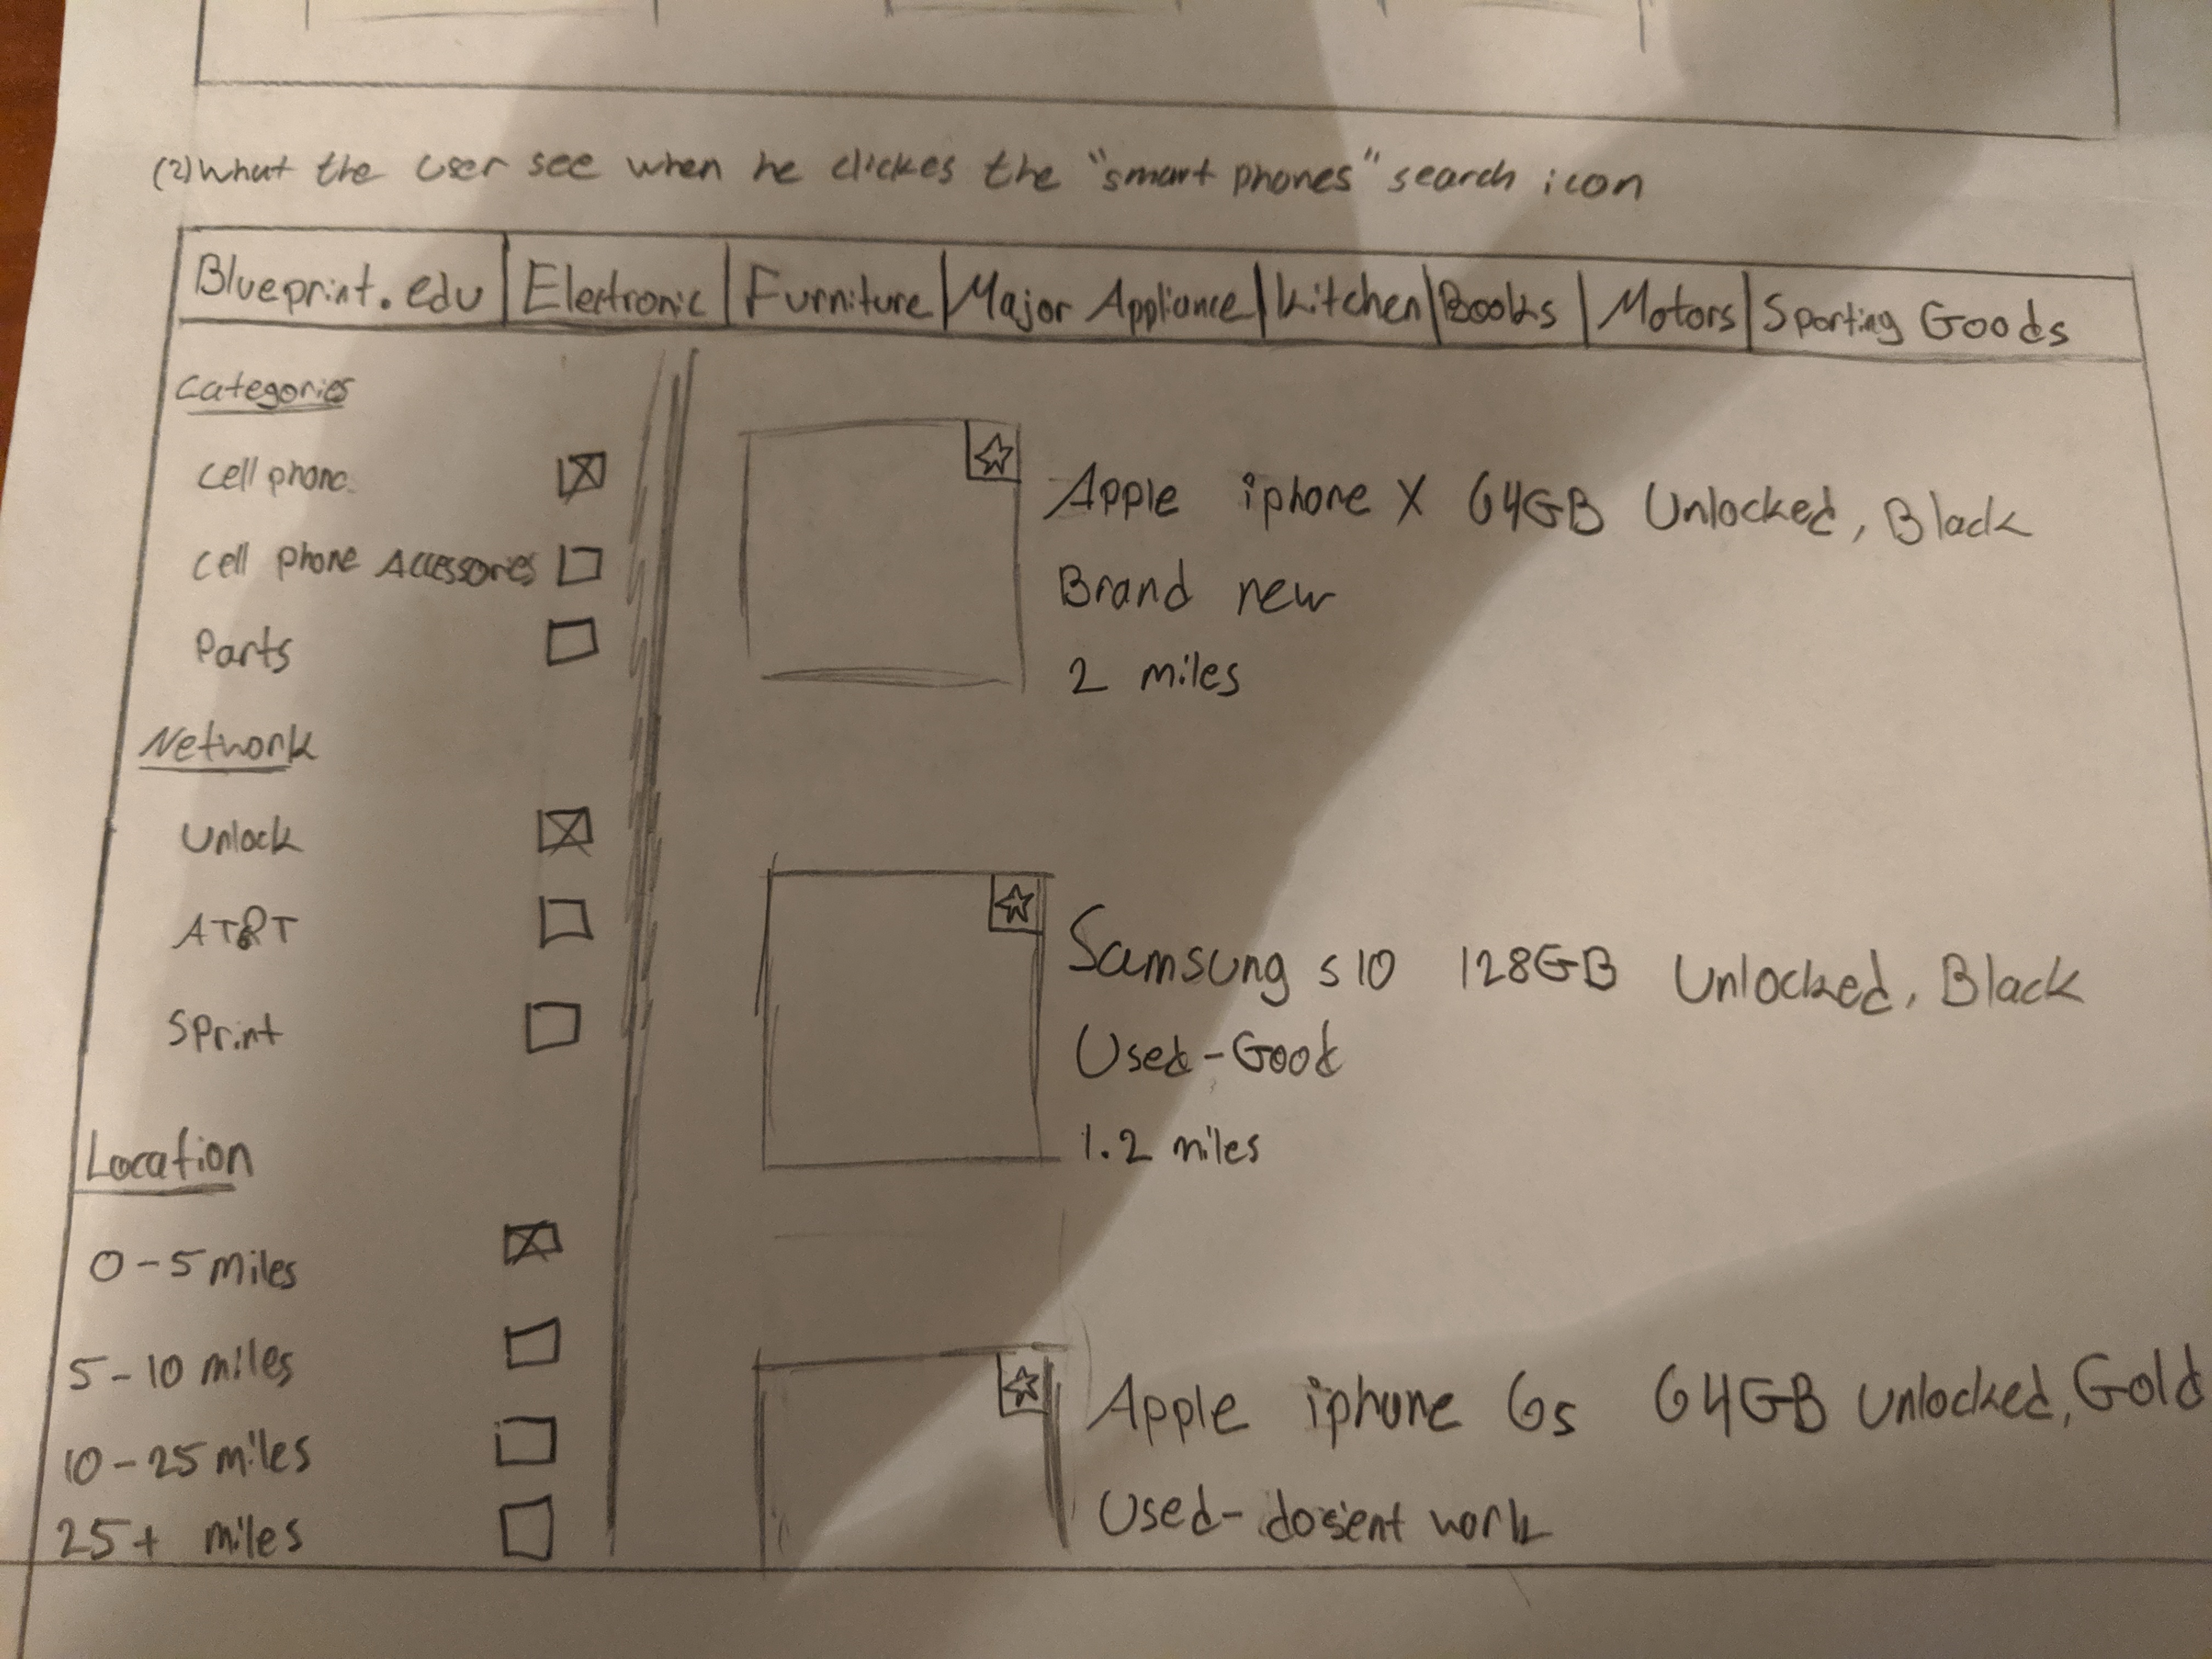 (2) What the user see when he clickes the "smart phones" search icon
Blueprint.edu | Electronic | Furniture | Major Appliance | Kitchen | Books | Motors | Sporting Goods
Categories
Cell phone
Cell phone Accessories
Parts
Network
Unlock
AT&T
Sprint
Location
0-5 miles
5-10 miles
10-25 miles
25+ miles
Apple iphone X 64GB Unlocked, Black
Brand new
2 miles
Samsung s10 128GB Unlocked, Black
Used-Good
1.2 miles
Apple iphone 6s 64GB Unlocked, Gold
Used-dosent work